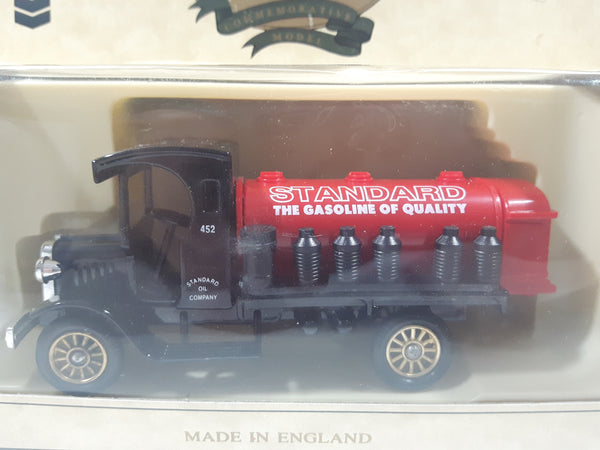 COMMEMORATIVE
MODEL
STANDARD
THE GASOLINE OF QUALITY
452
STANDARD
OIL
COMPANY
MADE IN ENGLAND